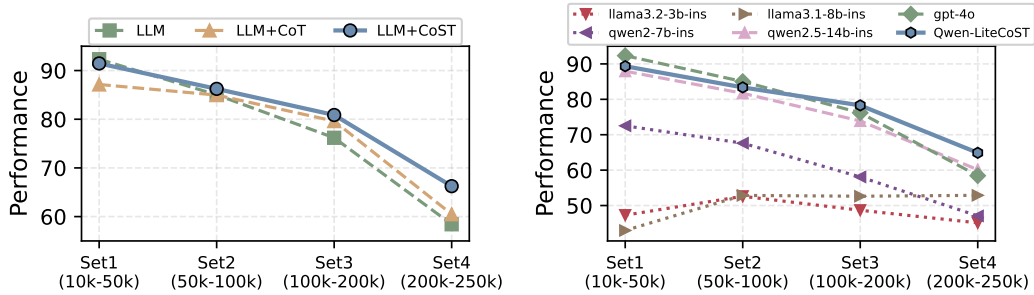 LLM LLM+CoT LLM+CoST
Performance
90
80
70
60
Set1 Set2 Set3 Set4
(10k-50k) (50k-100k) (100k-200k) (200k-250k)
llama3.2-3b-ins llama3.1-8b-ins gpt-4o
qwen2-7b-ins qwen2.5-14b-ins Qwen-LiteCoST
Performance
90
80
70
60
50
Set1 Set2 Set3 Set4
(10k-50k) (50k-100k) (100k-200k) (200k-250k)